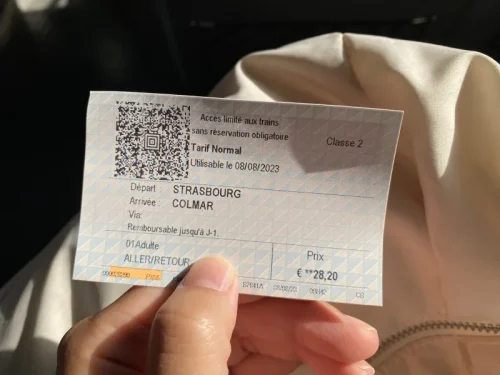 Accès limité aux trains
sans réservation obligatoire
Classe 2
Tarif Normal
Utilisable le 08/08/2023
Départ : STRASBOURG
Arrivée : COLMAR
Via:
Remboursable jusqu'à J-1
01Adulte
ALLER/RETOUR
Prix
€ **28,20
CB